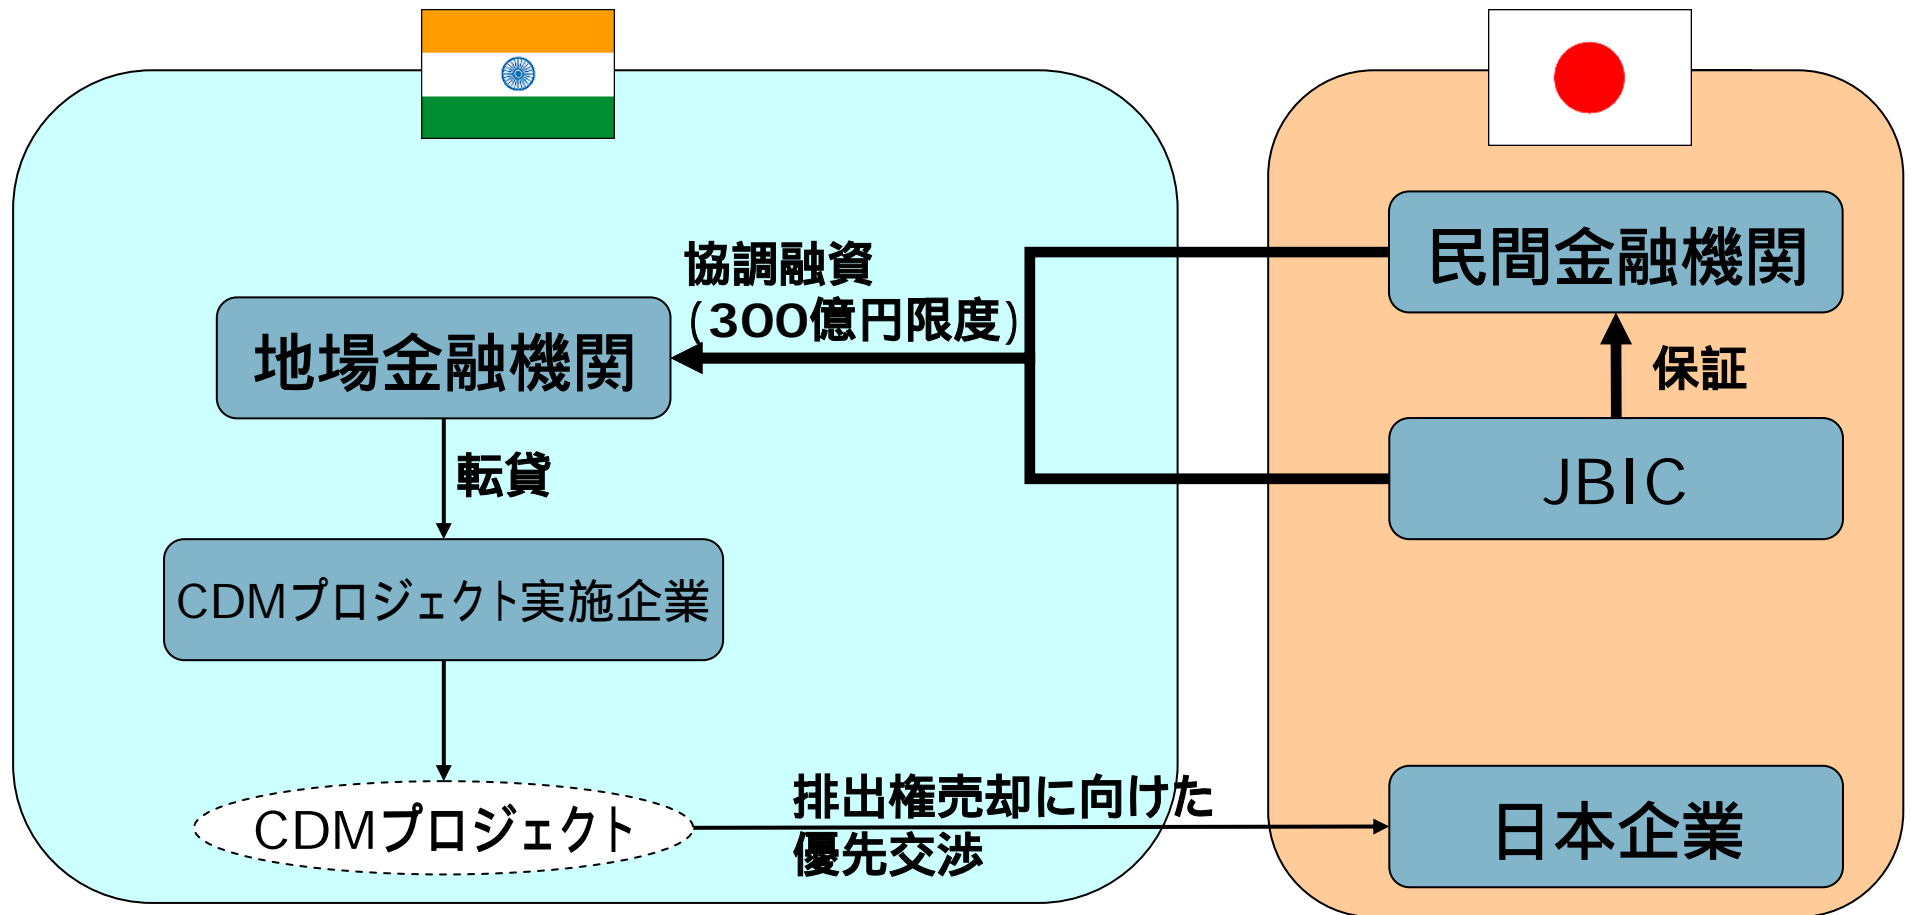 民間金融機関
協調融資
（300億円限度）
地場金融機関
保証
転貸
JBIC
CDMプロジェクト実施企業
排出権売却に向けた
優先交渉
CDMプロジェクト
日本企業